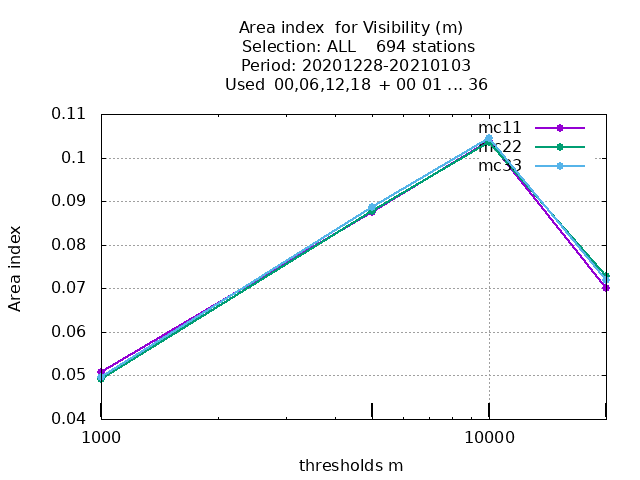 Area index  for Visibility (m)
Selection: ALL    694 stations
Period: 20201228-20210103
Used  00,06,12,18  + 00 01 ... 36
0.11
0.1
0.09
0.08
0.07
0.06
0.05
0.04
Area index
mc11
mc22
mc33
1000
10000
thresholds m